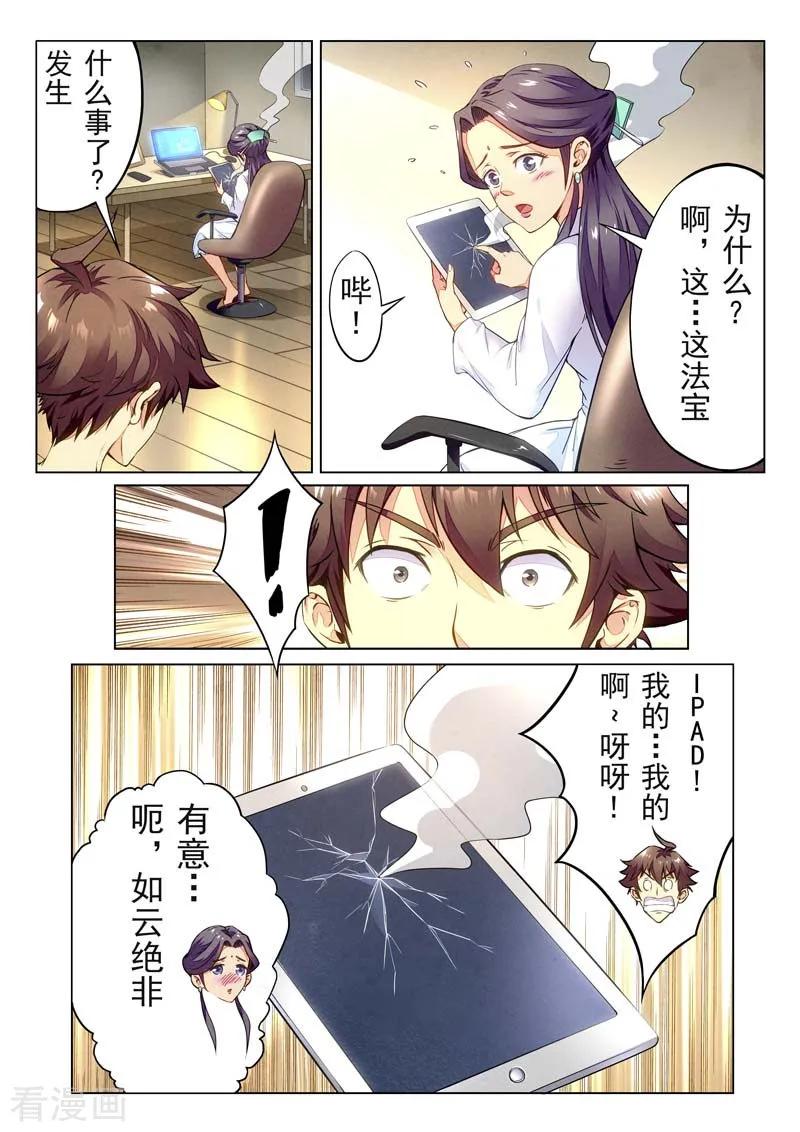 发生
什么事了？
哔！
啊，这…这法宝
为什么？
！
啊~呀呀！
我的…我的
IPAD！
呃，如云绝非
有意…
看漫画